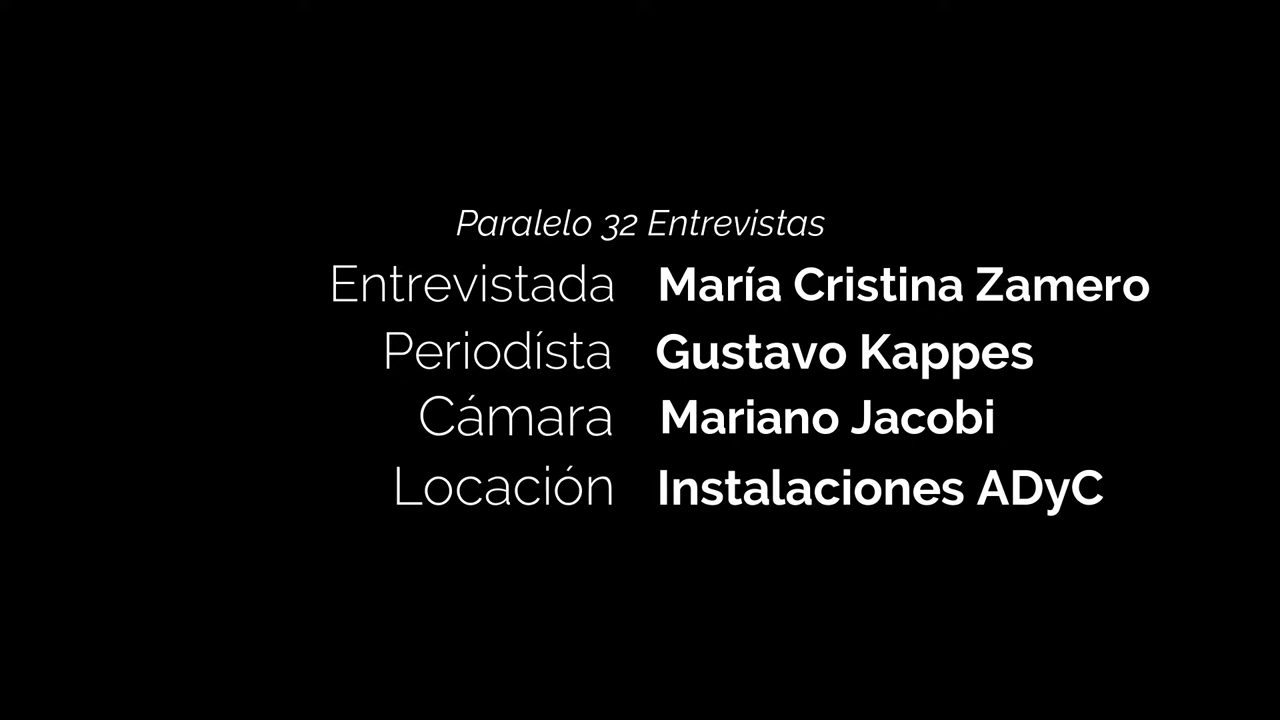 Paralelo 32 Entrevistas
Entrevistada María Cristina Zamero
Periodísta Gustavo Kappes
Cámara Mariano Jacobi
Locación Instalaciones ADyC